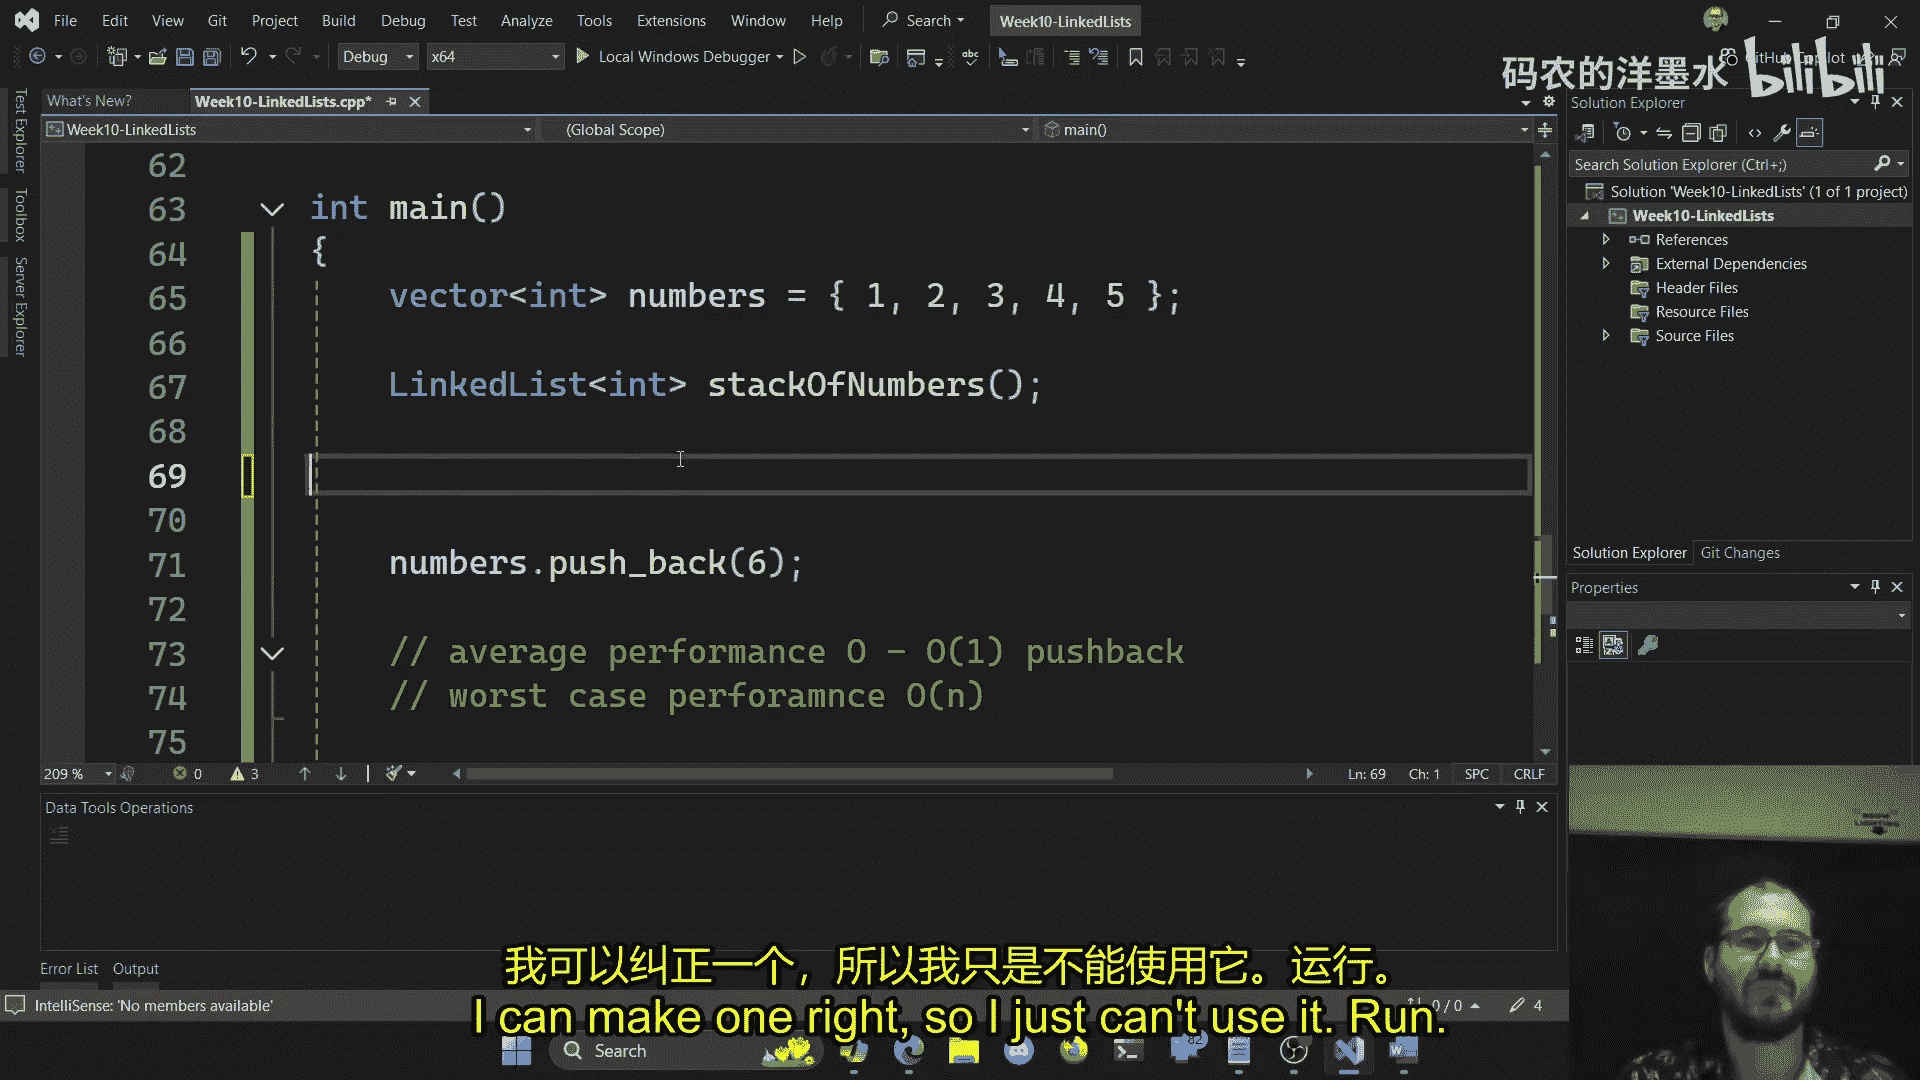 File Edit View Git Project Build Debug Test Analyze Tools Extensions Window Help Search Week10-LinkedLists
Debug x64 Local Windows Debugger
码农的洋墨水 bilibili
What's New? Week10-LinkedLists.cpp*
Week10-LinkedLists (Global Scope) main()
Test Explorer
Toolbox
Server Explorer
62
63 int main()
64 {
65 vector<int> numbers = { 1, 2, 3, 4, 5 };
66
67 LinkedList<int> stackOfNumbers();
68
69
70
71 numbers.push_back(6);
72
73 // average performance O - O(1) pushback
74 // worst case perforamnce O(n)
75
209 % 0 3 Ln: 69 Ch: 1 SPC CRLF
Data Tools Operations
Error List Output
IntelliSense: 'No members available'
0 / 0 4
Solution Explorer
Search Solution Explorer (Ctrl+;)
Solution 'Week10-LinkedLists' (1 of 1 project)
Week10-LinkedLists
References
External Dependencies
Header Files
Resource Files
Source Files
Solution Explorer Git Changes
Properties
我可以纠正一个，所以我只是不能使用它。运行。
I can make one right, so I just can't use it. Run.
Search